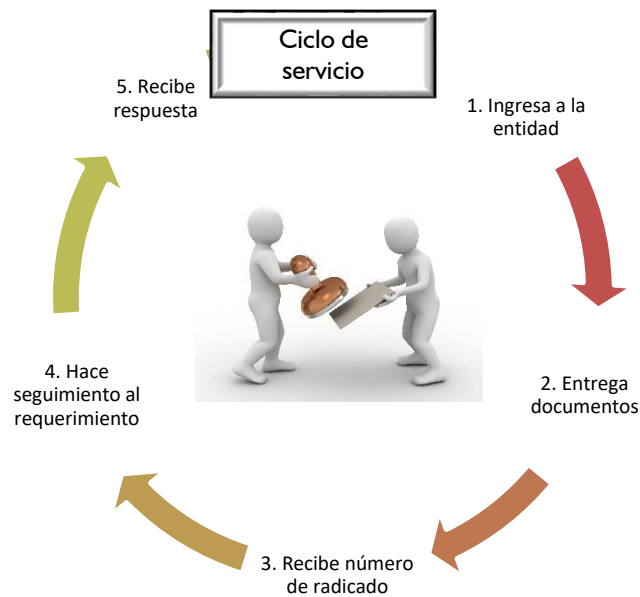 Ciclo de
servicio
1. Ingresa a la
entidad
2. Entrega
documentos
3. Recibe número
de radicado
4. Hace
seguimiento al
requerimiento
5. Recibe
respuesta